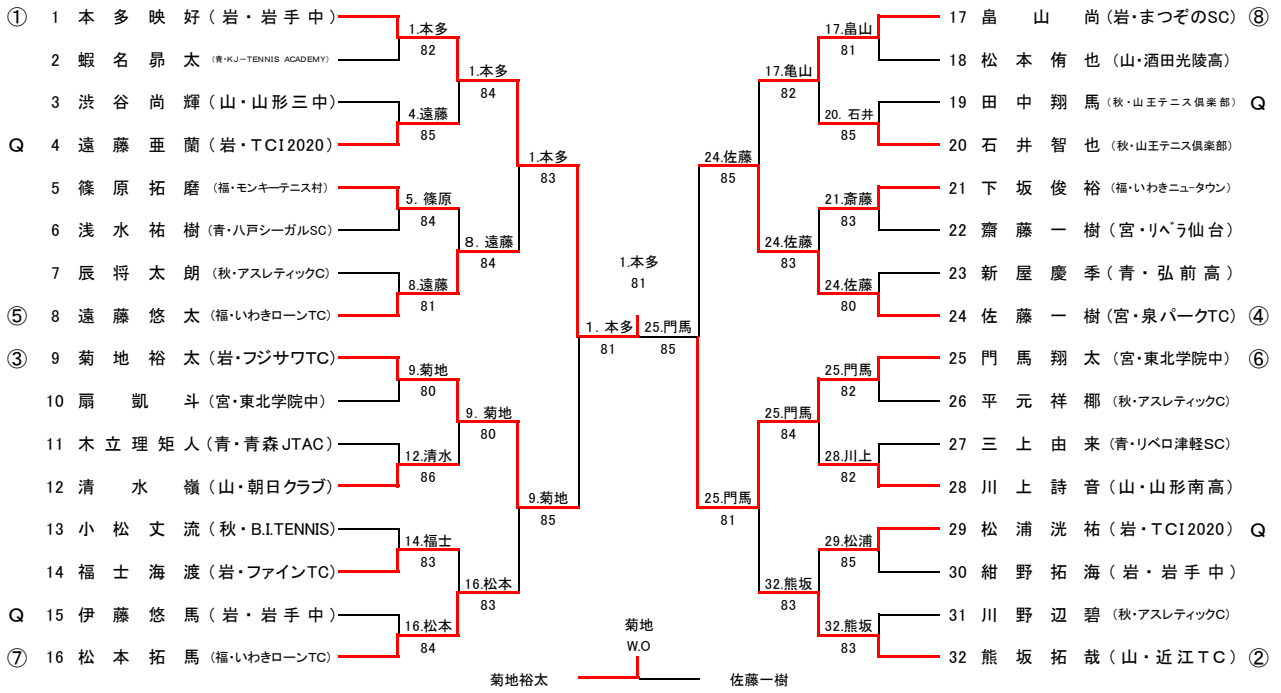 ① 1 本多映好 (岩・岩手中)
2 蝦名昴太 (青・KJ-TENNIS ACADEMY)
3 渋谷尚輝 (山・山形三中)
Q 4 遠藤亜蘭 (岩・TCI2020)
5 篠原拓磨 (福・モンキーテニス村)
6 浅水祐樹 (青・八戸シーガルSC)
7 辰将太朗 (秋・アスレティックC)
⑤ 8 遠藤悠太 (福・いわきローンTC)
③ 9 菊地裕太 (岩・フジサワTC)
10 扇凱斗 (宮・東北学院中)
11 木立理矩人 (青・青森JTAC)
12 清水嶺 (山・朝日クラブ)
13 小松丈流 (秋・B.I.TENNIS)
14 福士海渡 (岩・ファインTC)
Q 15 伊藤悠馬 (岩・岩手中)
⑦ 16 松本拓馬 (福・いわきローンTC)
1.本多
82
4.遠藤
85
5. 篠原
84
8.遠藤
81
9.菊地
80
12.清水
86
14.福士
83
16.松本
84
1.本多
84
8. 遠藤
84
9. 菊地
80
16.松本
83
1.本多
83
9.菊地
85
1. 本多
81
1.本多
81
25.門馬
85
24.佐藤
85
25.門馬
81
17.亀山
82
24.佐藤
83
25.門馬
84
32.熊坂
83
17.畠山
81
20. 石井
85
21.斎藤
83
24.佐藤
80
25.門馬
82
28.川上
82
29.松浦
85
32.熊坂
83
17 畠山尚 (岩・まつぞのSC) ⑧
18 松本侑也 (山・酒田光陵高)
19 田中翔馬 (秋・山王テニス倶楽部) Q
20 石井智也 (秋・山王テニス倶楽部)
21 下坂俊裕 (福・いわきニュータウン)
22 齋藤一樹 (宮・リベラ仙台)
23 新屋慶季 (青・弘前高)
24 佐藤一樹 (宮・泉パークTC) ④
25 門馬翔太 (宮・東北学院中) ⑥
26 平元祥椰 (秋・アスレティックC)
27 三上由来 (青・リベロ津軽SC)
28 川上詩音 (山・山形南高)
29 松浦洸祐 (岩・TCI2020) Q
30 紺野拓海 (岩・岩手中)
31 川野辺碧 (秋・アスレティックC)
32 熊坂拓哉 (山・近江TC) ②
菊地
W.O
菊地裕太
佐藤一樹